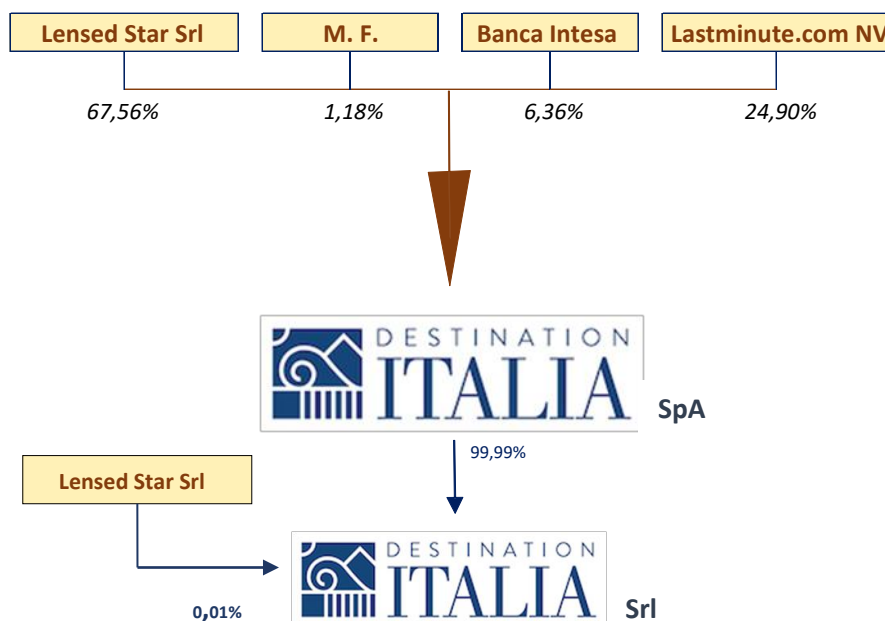 Lensed Star Srl
M. F.
Banca Intesa
Lastminute.com NV
67,56%
1,18%
6,36%
24,90%
DESTINATION
ITALIA
SpA
99,99%
Lensed Star Srl
DESTINATION
ITALIA
Srl
0,01%